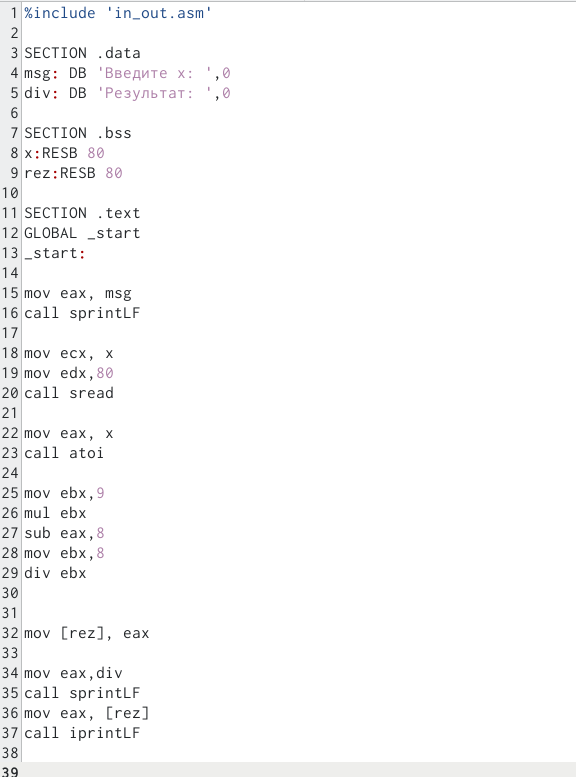 1 %include 'in_out.asm'
2
3 SECTION .data
4 msg: DB 'Введите x: ',0
5 div: DB 'Результат: ',0
6
7 SECTION .bss
8 x:RESB 80
9 rez:RESB 80
10
11 SECTION .text
12 GLOBAL _start
13 _start:
14
15 mov eax, msg
16 call sprintLF
17
18 mov ecx, x
19 mov edx,80
20 call sread
21
22 mov eax, x
23 call atoi
24
25 mov ebx,9
26 mul ebx
27 sub eax,8
28 mov ebx,8
29 div ebx
30
31
32 mov [rez], eax
33
34 mov eax,div
35 call sprintLF
36 mov eax, [rez]
37 call iprintLF
38
39